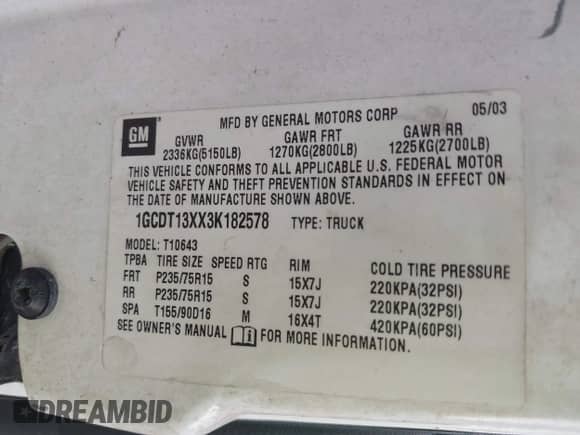 GM
MFD BY GENERAL MOTORS CORP 05/03
GVWR GAWR FRT GAWR RR
2336KG(5150LB) 1270KG(2800LB) 1225KG(2700LB)
THIS VEHICLE CONFORMS TO ALL APPLICABLE U.S. FEDERAL MOTOR
VEHICLE SAFETY AND THEFT PREVENTION STANDARDS IN EFFECT ON
THE DATE OF MANUFACTURE SHOWN ABOVE.
1GCDT13XX3K182578 TYPE: TRUCK
MODEL: T10643
TPBA TIRE SIZE SPEED RTG RIM COLD TIRE PRESSURE
FRT P235/75R15 S 15X7J 220KPA(32PSI)
RR P235/75R15 S 15X7J 220KPA(32PSI)
SPA T155/90D16 M 16X4T 420KPA(60PSI)
SEE OWNER'S MANUAL FOR MORE INFORMATION.
DREAMBID